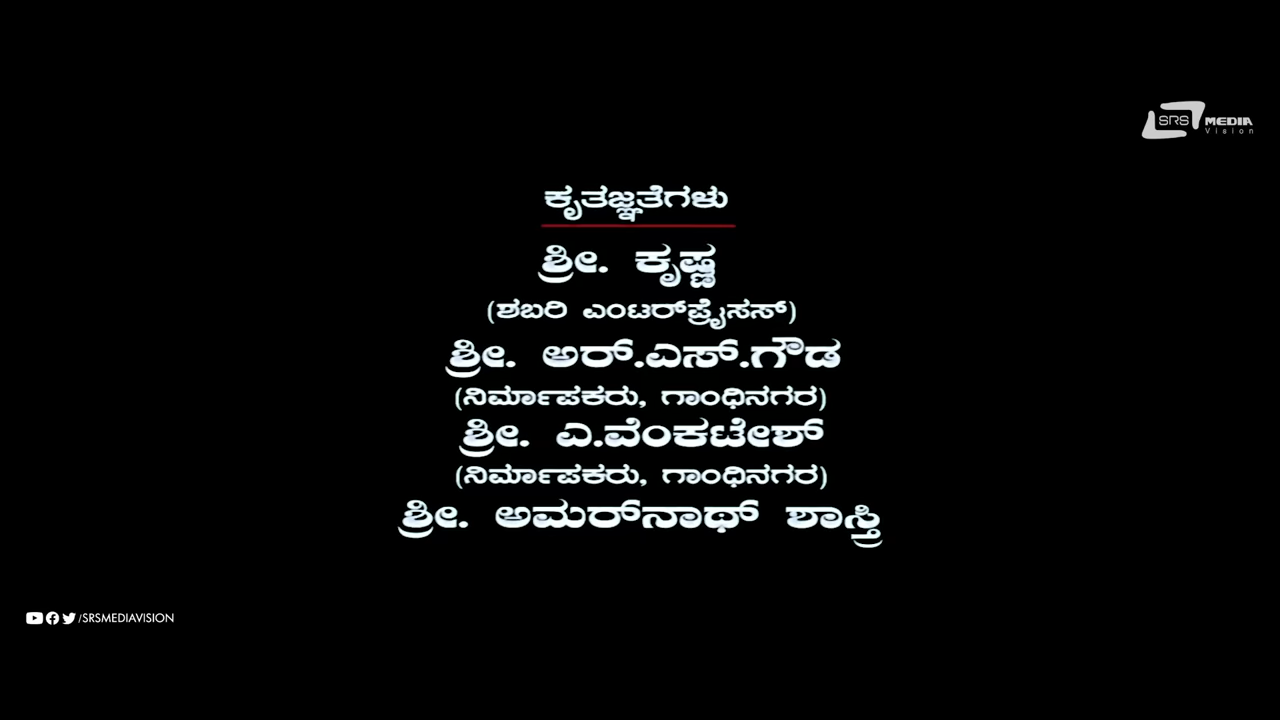 SRS MEDIA
Vision
ಕೃತಜ್ಞತೆಗಳು
ಶ್ರೀ. ಕೃಷ್ಣ
(ಶಬರಿ ಎಂಟರ್‌ಪ್ರೈಸಸ್)
ಶ್ರೀ. ಅರ್.ಎಸ್.ಗೌಡ
(ನಿರ್ಮಾಪಕರು, ಗಾಂಧಿನಗರ)
ಶ್ರೀ. ಎ.ವೆಂಕಟೇಶ್
(ನಿರ್ಮಾಪಕರು, ಗಾಂಧಿನಗರ)
ಶ್ರೀ. ಅಮರ್‌ನಾಥ್ ಶಾಸ್ತ್ರಿ
/SRSMEDIAVISION